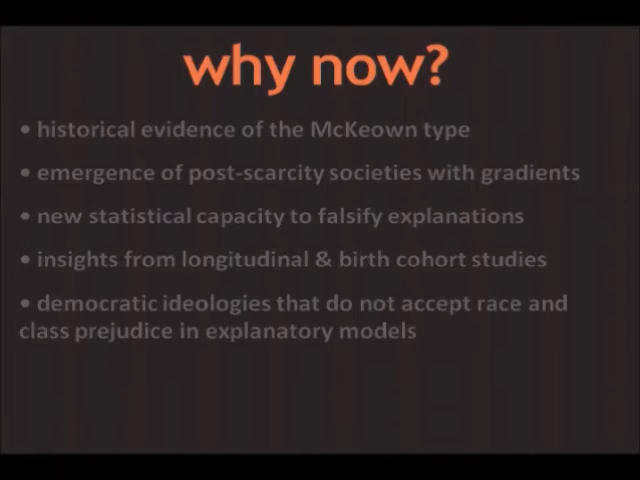 why now?
• historical evidence of the McKeown type
• emergence of post-scarcity societies with gradients
• new statistical capacity to falsify explanations
• insights from longitudinal & birth cohort studies
• democratic ideologies that do not accept race and
class prejudice in explanatory models